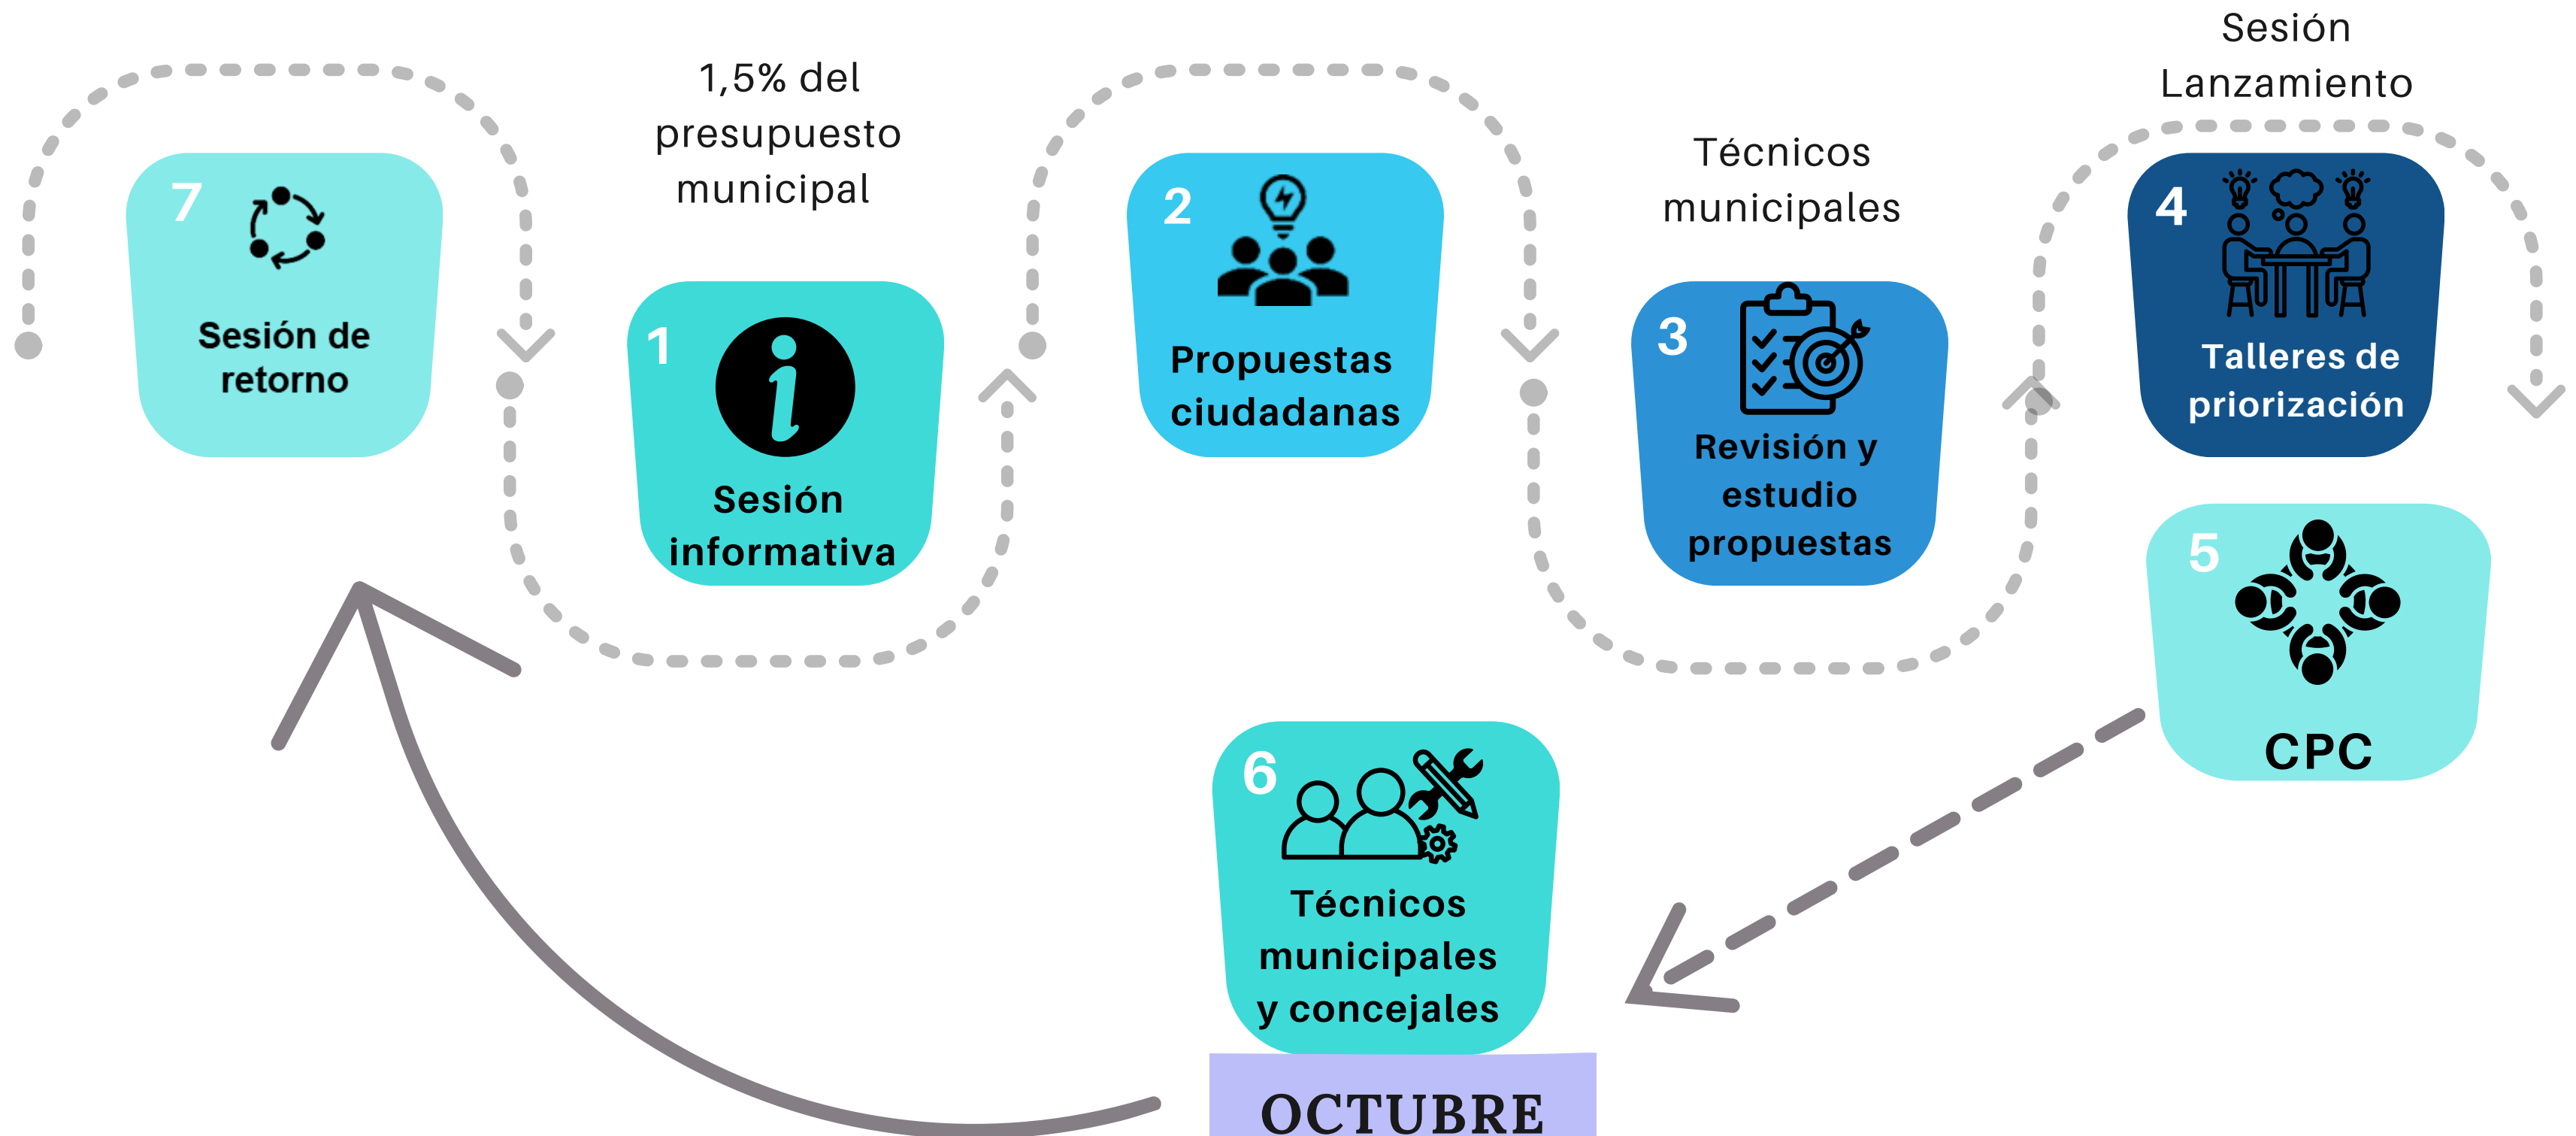 7
Sesión de
retorno
1,5% del
presupuesto
municipal
1
i
Sesión
informativa
2
Propuestas
ciudadanas
Técnicos
municipales
3
Revisión y
estudio
propuestas
Sesión
Lanzamiento
4
Talleres de
priorización
5
CPC
6
Técnicos
municipales
y concejales
OCTUBRE